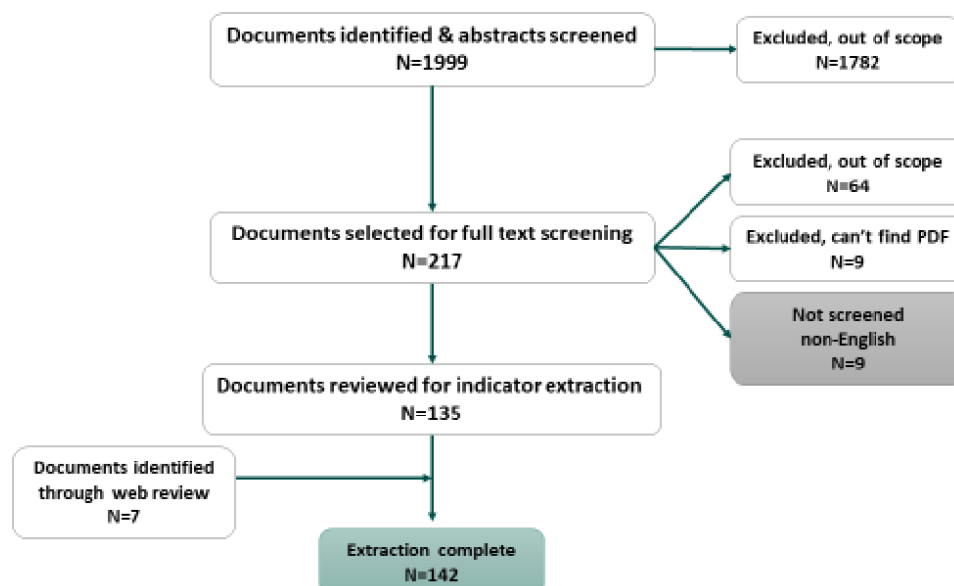 Documents identified & abstracts screened
N=1999
Excluded, out of scope
N=1782
Excluded, out of scope
N=64
Documents selected for full text screening
N=217
Excluded, can't find PDF
N=9
Not screened
non-English
N=9
Documents reviewed for indicator extraction
N=135
Documents identified
through web review
N=7
Extraction complete
N=142